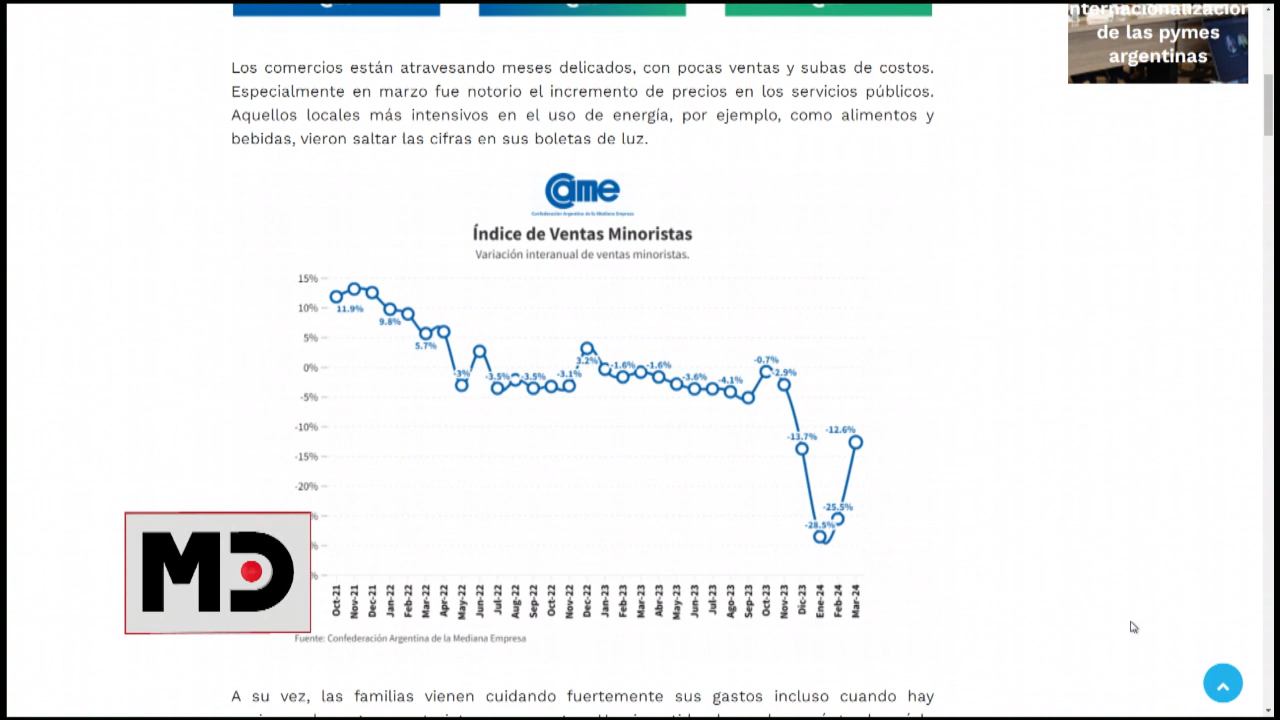 internacionalización
de las pymes
argentinas
Los comercios están atravesando meses delicados, con pocas ventas y subas de costos.
Especialmente en marzo fue notorio el incremento de precios en los servicios públicos.
Aquellos locales más intensivos en el uso de energía, por ejemplo, como alimentos y
bebidas, vieron saltar las cifras en sus boletas de luz.
came
Confederación Argentina de la Mediana Empresa
Índice de Ventas Minoristas
Variación interanual de ventas minoristas.
15%
10%
5%
0%
-5%
-10%
-15%
-20%
%
%
%
11.9%
9.8%
5.7%
-3%
-3.5%
-3.5%
-3.1%
3.2%
-1.6%
-1.6%
-3.6%
-4.1%
-0.7%
-2.9%
-13.7%
-28.5%
-25.5%
-12.6%
Oct-21 Nov-21 Dec-21 Jan-22 Feb-22 Mar-22 Apr-22 May-22 Jun-22 Jul-22 Aug-22 Sep-22 Oct-22 Nov-22 Dec-22 Jan-23 Feb-23 Mar-23 Abr-23 May-23 Jun-23 Jul-23 Ago-23 Sep-23 Oct-23 Nov-23 Dic-23 Ene-24 Feb-24 Mar-24
MD
Fuente: Confederación Argentina de la Mediana Empresa
A su vez, las familias vienen cuidando fuertemente sus gastos incluso cuando hay